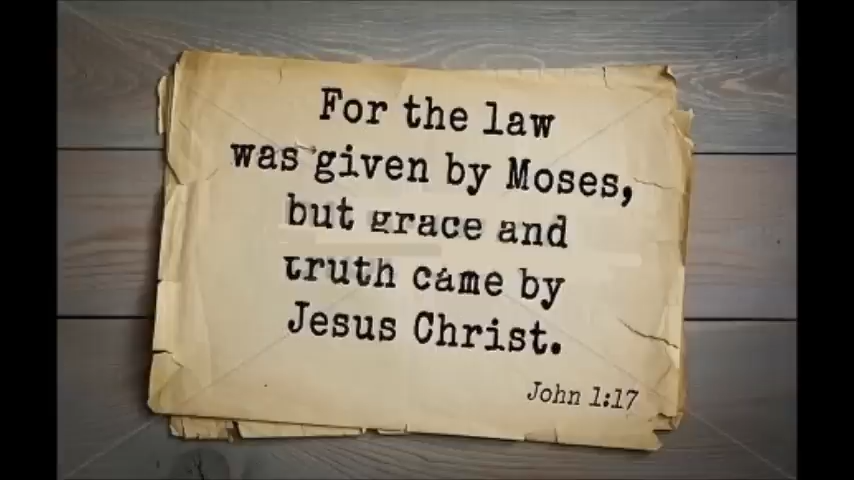 For the law
was given by Moses,
but grace and
truth came by
Jesus Christ.
John 1:17